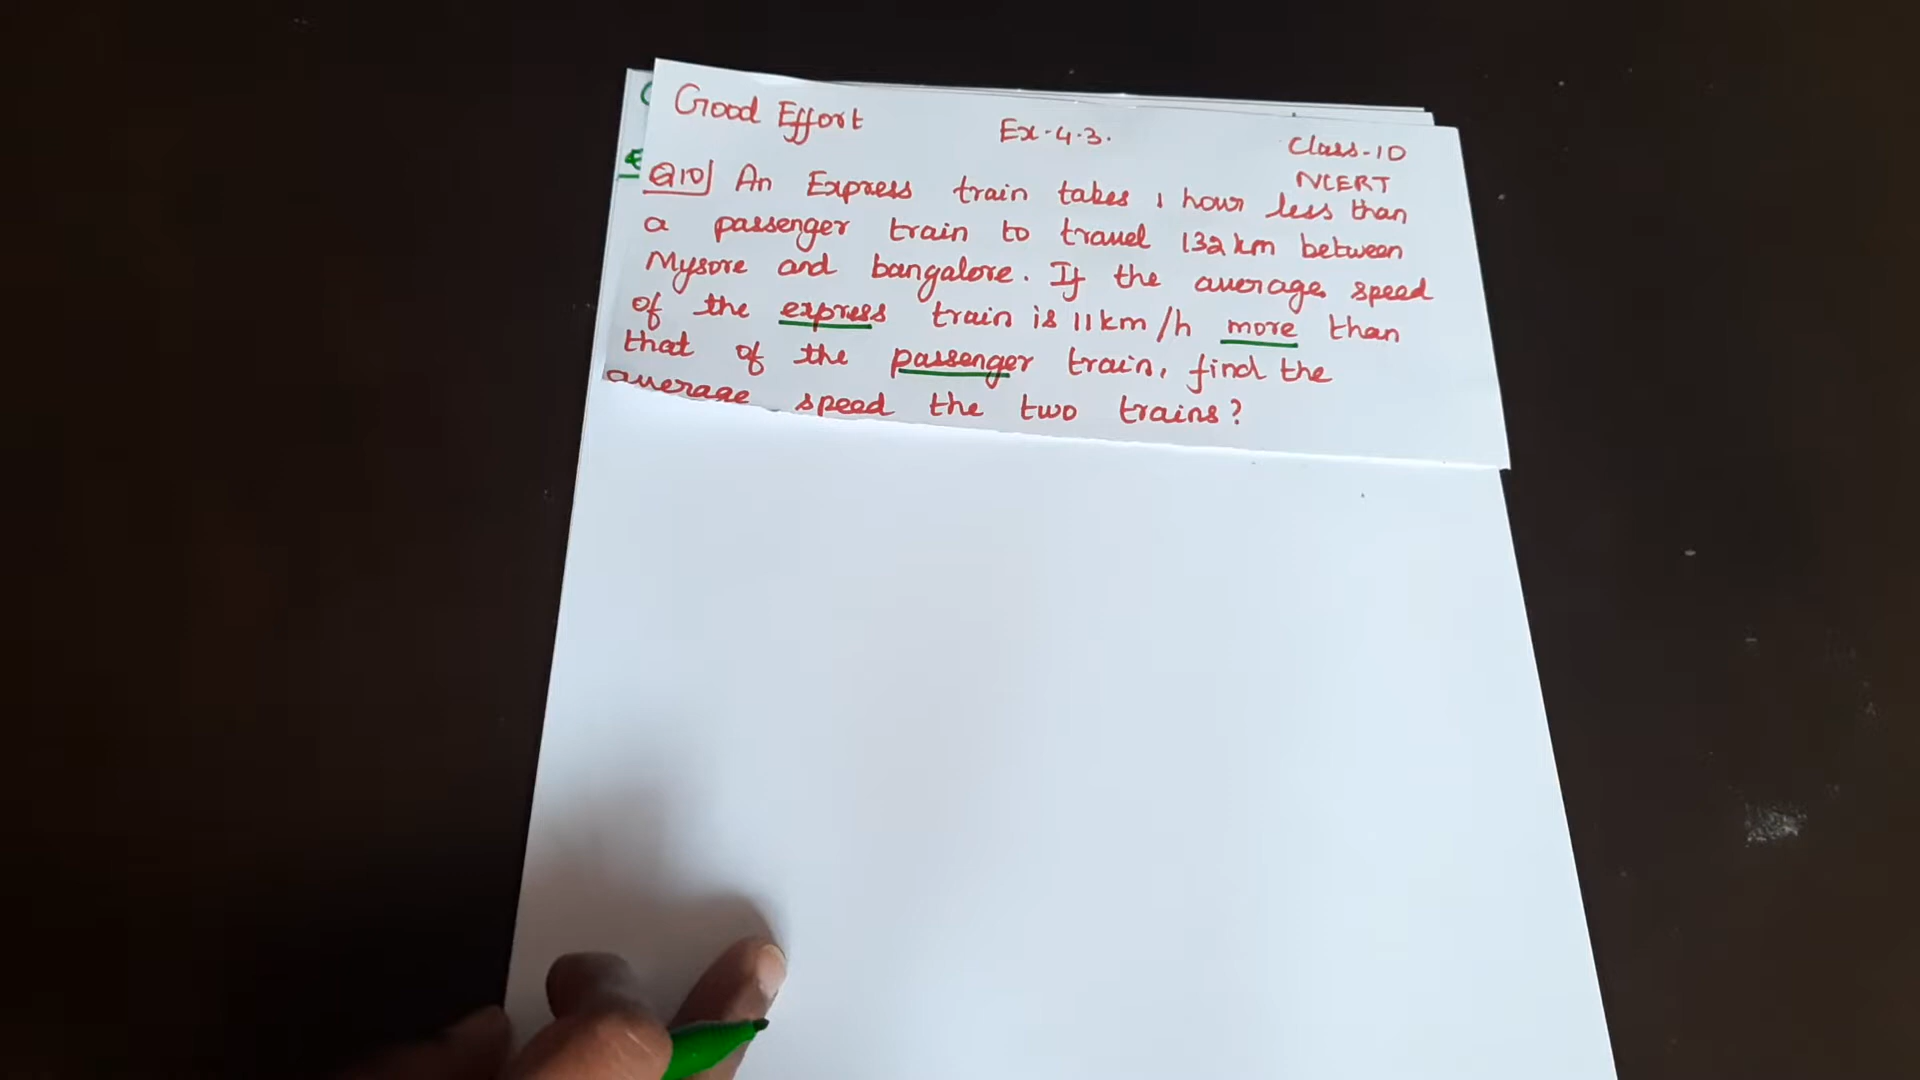 Good Effort Ex.4.3. Class-10
NCERT
Q10 An Express train takes 1 hour less than
a passenger train to travel 132 km between
Mysore and bangalore. If the average speed
of the express train is 11 km/h more than
that of the passenger train, find the
average speed the two trains?